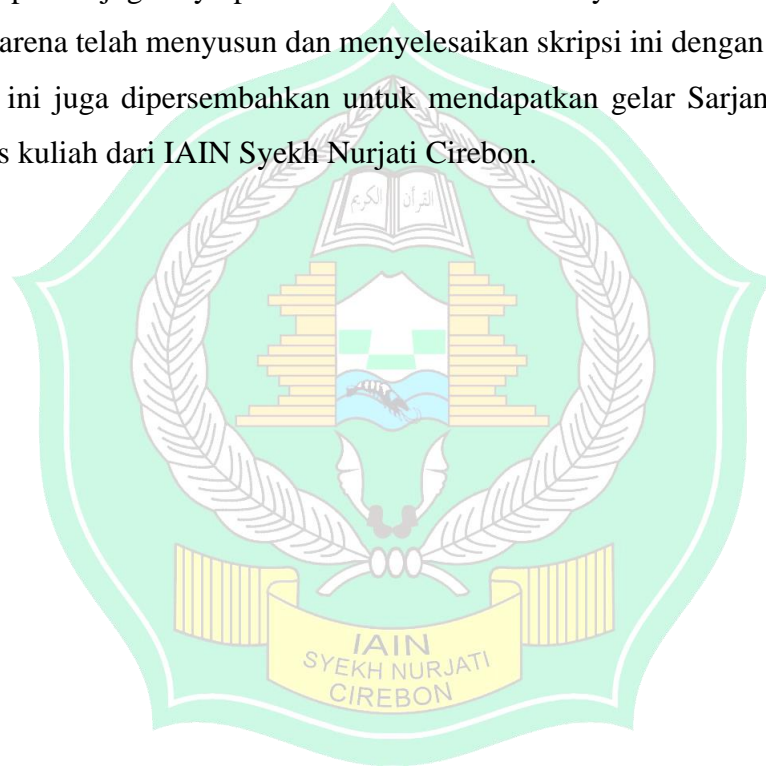 arena telah menyusun dan menyelesaikan skripsi ini dengan
ini juga dipersembahkan untuk mendapatkan gelar Sarjan
s kuliah dari IAIN Syekh Nurjati Cirebon.
الكريم القرآن
IAIN
SYEKH NURJATI
CIREBON